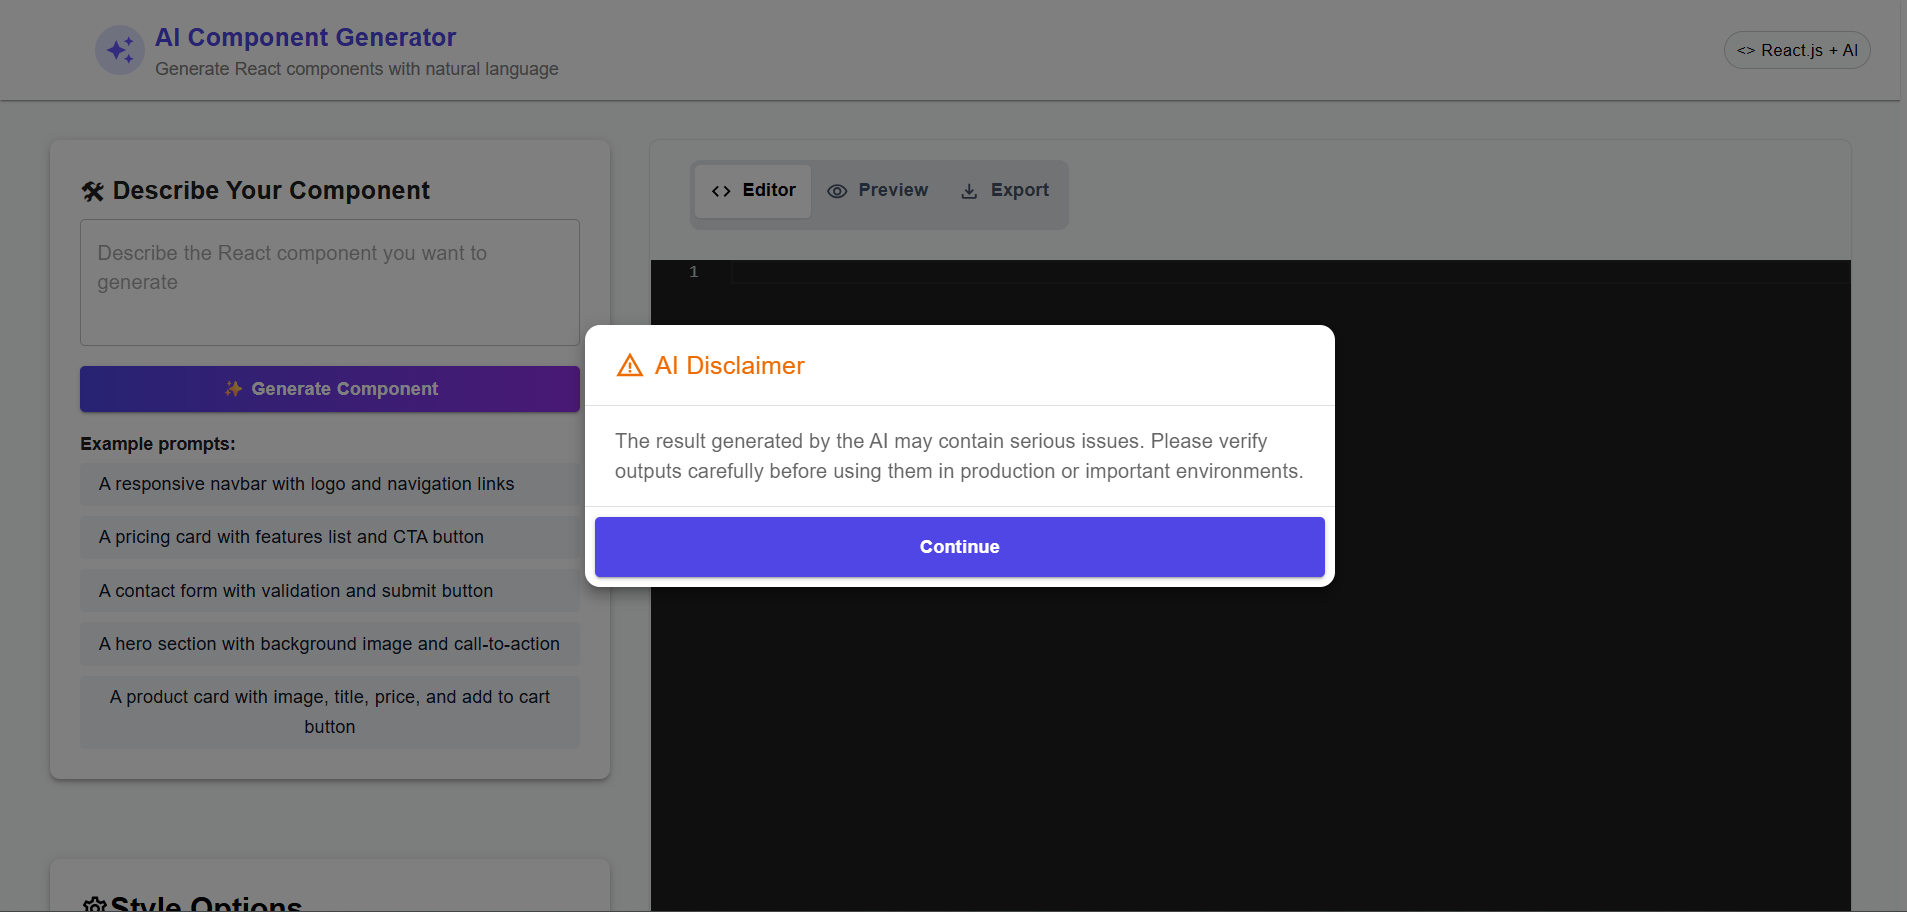 AI Component Generator
Generate React components with natural language
<> React.js + AI
🛠 Describe Your Component
Describe the React component you want to
generate
✨ Generate Component
Example prompts:
A responsive navbar with logo and navigation links
A pricing card with features list and CTA button
A contact form with validation and submit button
A hero section with background image and call-to-action
A product card with image, title, price, and add to cart
button
Style Options
Editor
Preview
Export
1
AI Disclaimer
The result generated by the AI may contain serious issues. Please verify
outputs carefully before using them in production or important environments.
Continue